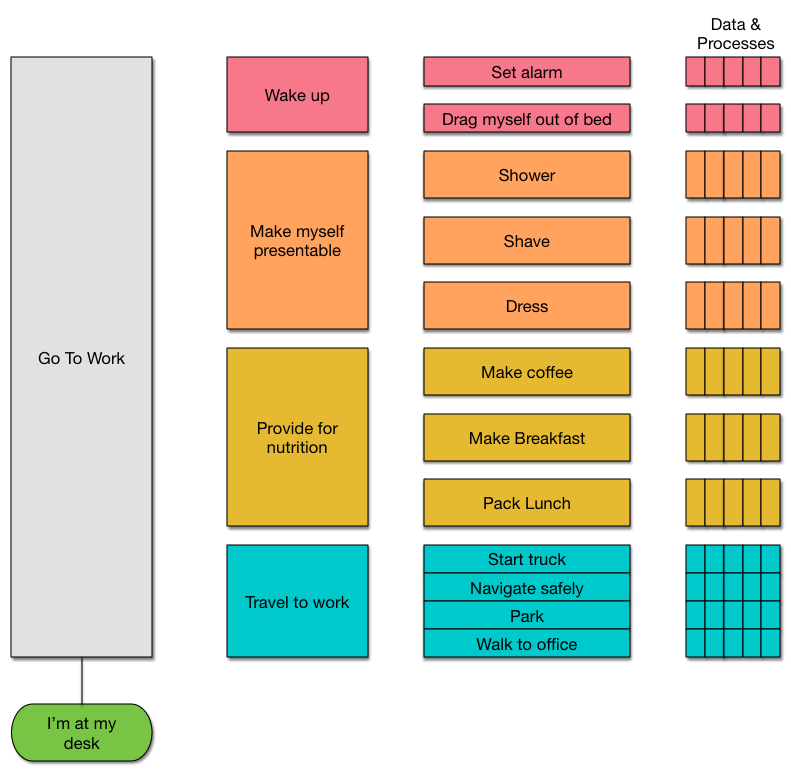 Data &
Processes
Go To Work
Wake up
Set alarm
Drag myself out of bed
Make myself
presentable
Shower
Shave
Dress
Provide for
nutrition
Make coffee
Make Breakfast
Pack Lunch
Travel to work
Start truck
Navigate safely
Park
Walk to office
I'm at my
desk